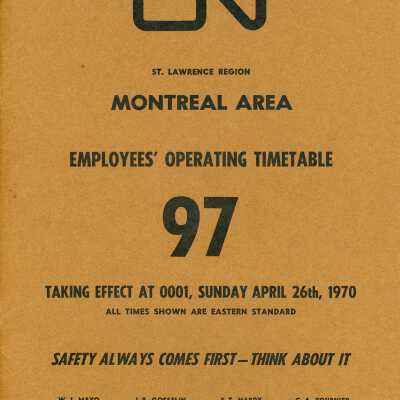 CN
ST. LAWRENCE REGION
MONTREAL AREA
EMPLOYEES' OPERATING TIMETABLE
97
TAKING EFFECT AT 0001, SUNDAY APRIL 26th, 1970
ALL TIMES SHOWN ARE EASTERN STANDARD
SAFETY ALWAYS COMES FIRST—THINK ABOUT IT